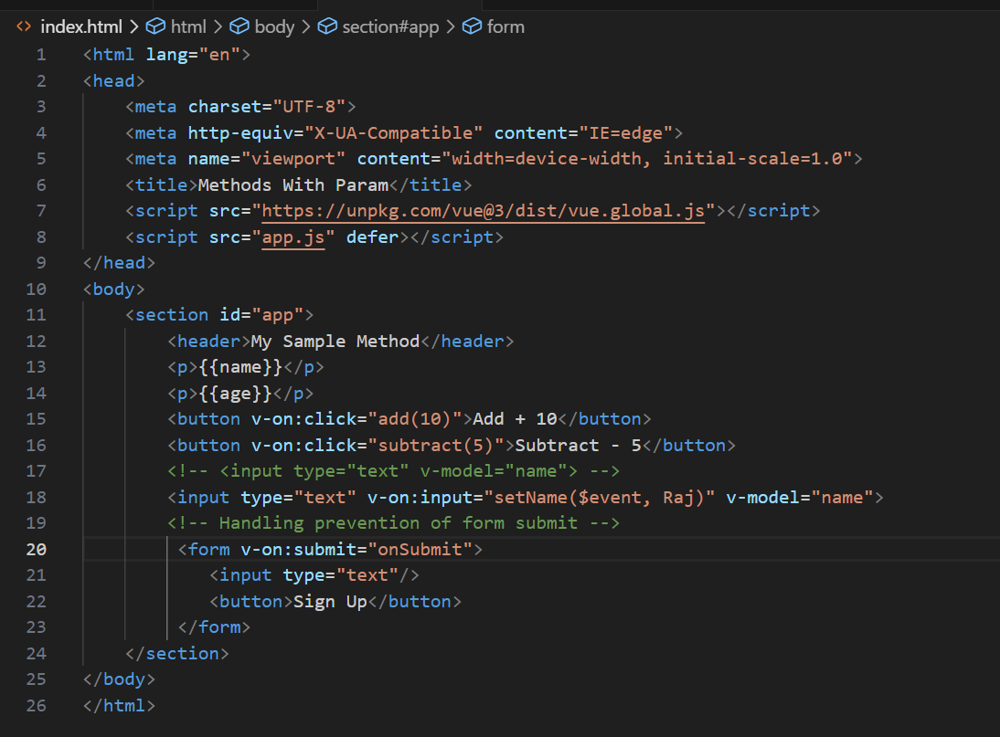 index.html > html > body > section#app > form
1 <html lang="en">
2 <head>
3     <meta charset="UTF-8">
4     <meta http-equiv="X-UA-Compatible" content="IE=edge">
5     <meta name="viewport" content="width=device-width, initial-scale=1.0">
6     <title>Methods With Param</title>
7     <script src="https://unpkg.com/vue@3/dist/vue.global.js"></script>
8     <script src="app.js" defer></script>
9 </head>
10 <body>
11     <section id="app">
12         <header>My Sample Method</header>
13         <p>{{name}}</p>
14         <p>{{age}}</p>
15         <button v-on:click="add(10)">Add + 10</button>
16         <button v-on:click="subtract(5)">Subtract - 5</button>
17         <!-- <input type="text" v-model="name"> -->
18         <input type="text" v-on:input="setName($event, Raj)" v-model="name">
19         <!-- Handling prevention of form submit -->
20          <form v-on:submit="onSubmit">
21             <input type="text"/>
22             <button>Sign Up</button>
23          </form>
24     </section>
25 </body>
26 </html>